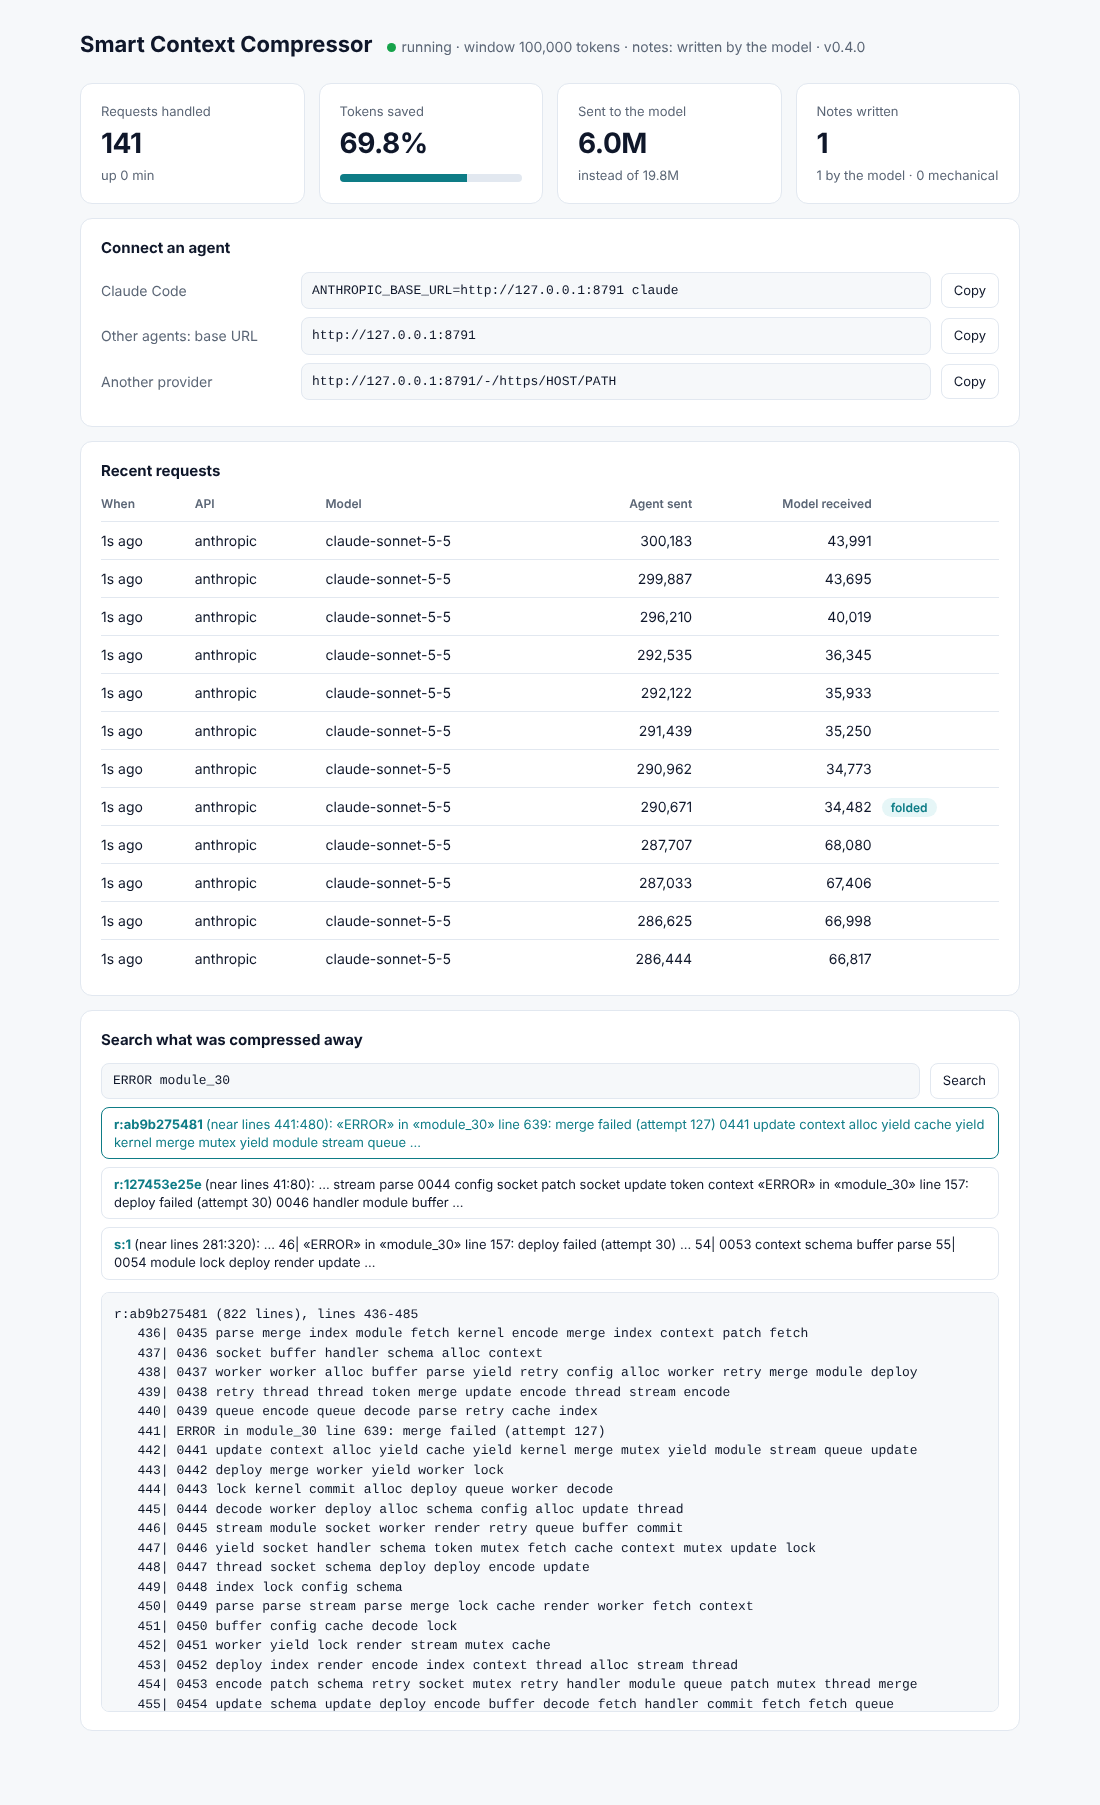 Smart Context Compressor running · window 100,000 tokens · notes: written by the model · v0.4.0
Requests handled
141
up 0 min
Tokens saved
69.8%
Sent to the model
6.0M
instead of 19.8M
Notes written
1
1 by the model · 0 mechanical
Connect an agent
Claude Code ANTHROPIC_BASE_URL=http://127.0.0.1:8791 claude Copy
Other agents: base URL http://127.0.0.1:8791 Copy
Another provider http://127.0.0.1:8791/-/https/HOST/PATH Copy
Recent requests
When API Model Agent sent Model received
1s ago anthropic claude-sonnet-5-5 300,183 43,991
1s ago anthropic claude-sonnet-5-5 299,887 43,695
1s ago anthropic claude-sonnet-5-5 296,210 40,019
1s ago anthropic claude-sonnet-5-5 292,535 36,345
1s ago anthropic claude-sonnet-5-5 292,122 35,933
1s ago anthropic claude-sonnet-5-5 291,439 35,250
1s ago anthropic claude-sonnet-5-5 290,962 34,773
1s ago anthropic claude-sonnet-5-5 290,671 34,482 folded
1s ago anthropic claude-sonnet-5-5 287,707 68,080
1s ago anthropic claude-sonnet-5-5 287,033 67,406
1s ago anthropic claude-sonnet-5-5 286,625 66,998
1s ago anthropic claude-sonnet-5-5 286,444 66,817
Search what was compressed away
ERROR module_30 Search
r:ab9b275481 (near lines 441:480): «ERROR» in «module_30» line 639: merge failed (attempt 127) 0441 update context alloc yield cache yield
kernel merge mutex yield module stream queue …
r:127453e25e (near lines 41:80): … stream parse 0044 config socket patch socket update token context «ERROR» in «module_30» line 157:
deploy failed (attempt 30) 0046 handler module buffer …
s:1 (near lines 281:320): … 46| «ERROR» in «module_30» line 157: deploy failed (attempt 30) … 54| 0053 context schema buffer parse 55|
0054 module lock deploy render update …
r:ab9b275481 (822 lines), lines 436-485
436| 0435 parse merge index module fetch kernel encode merge index context patch fetch
437| 0436 socket buffer handler schema alloc context
438| 0437 worker worker alloc buffer parse yield retry config alloc worker retry merge module deploy
439| 0438 retry thread thread token merge update encode thread stream encode
440| 0439 queue encode queue decode parse retry cache index
441| ERROR in module_30 line 639: merge failed (attempt 127)
442| 0441 update context alloc yield cache yield kernel merge mutex yield module stream queue update
443| 0442 deploy merge worker yield worker lock
444| 0443 lock kernel commit alloc deploy queue worker decode
445| 0444 decode worker deploy alloc schema config alloc update thread
446| 0445 stream module socket worker render retry queue buffer commit
447| 0446 yield socket handler schema token mutex fetch cache context mutex update lock
448| 0447 thread socket schema deploy deploy encode update
449| 0448 index lock config schema
450| 0449 parse parse stream parse merge lock cache render worker fetch context
451| 0450 buffer config cache decode lock
452| 0451 worker yield lock render stream mutex cache
453| 0452 deploy index render encode index context thread alloc stream thread
454| 0453 encode patch schema retry socket mutex retry handler module queue patch mutex thread merge
455| 0454 update schema update deploy encode buffer decode fetch handler commit fetch fetch queue